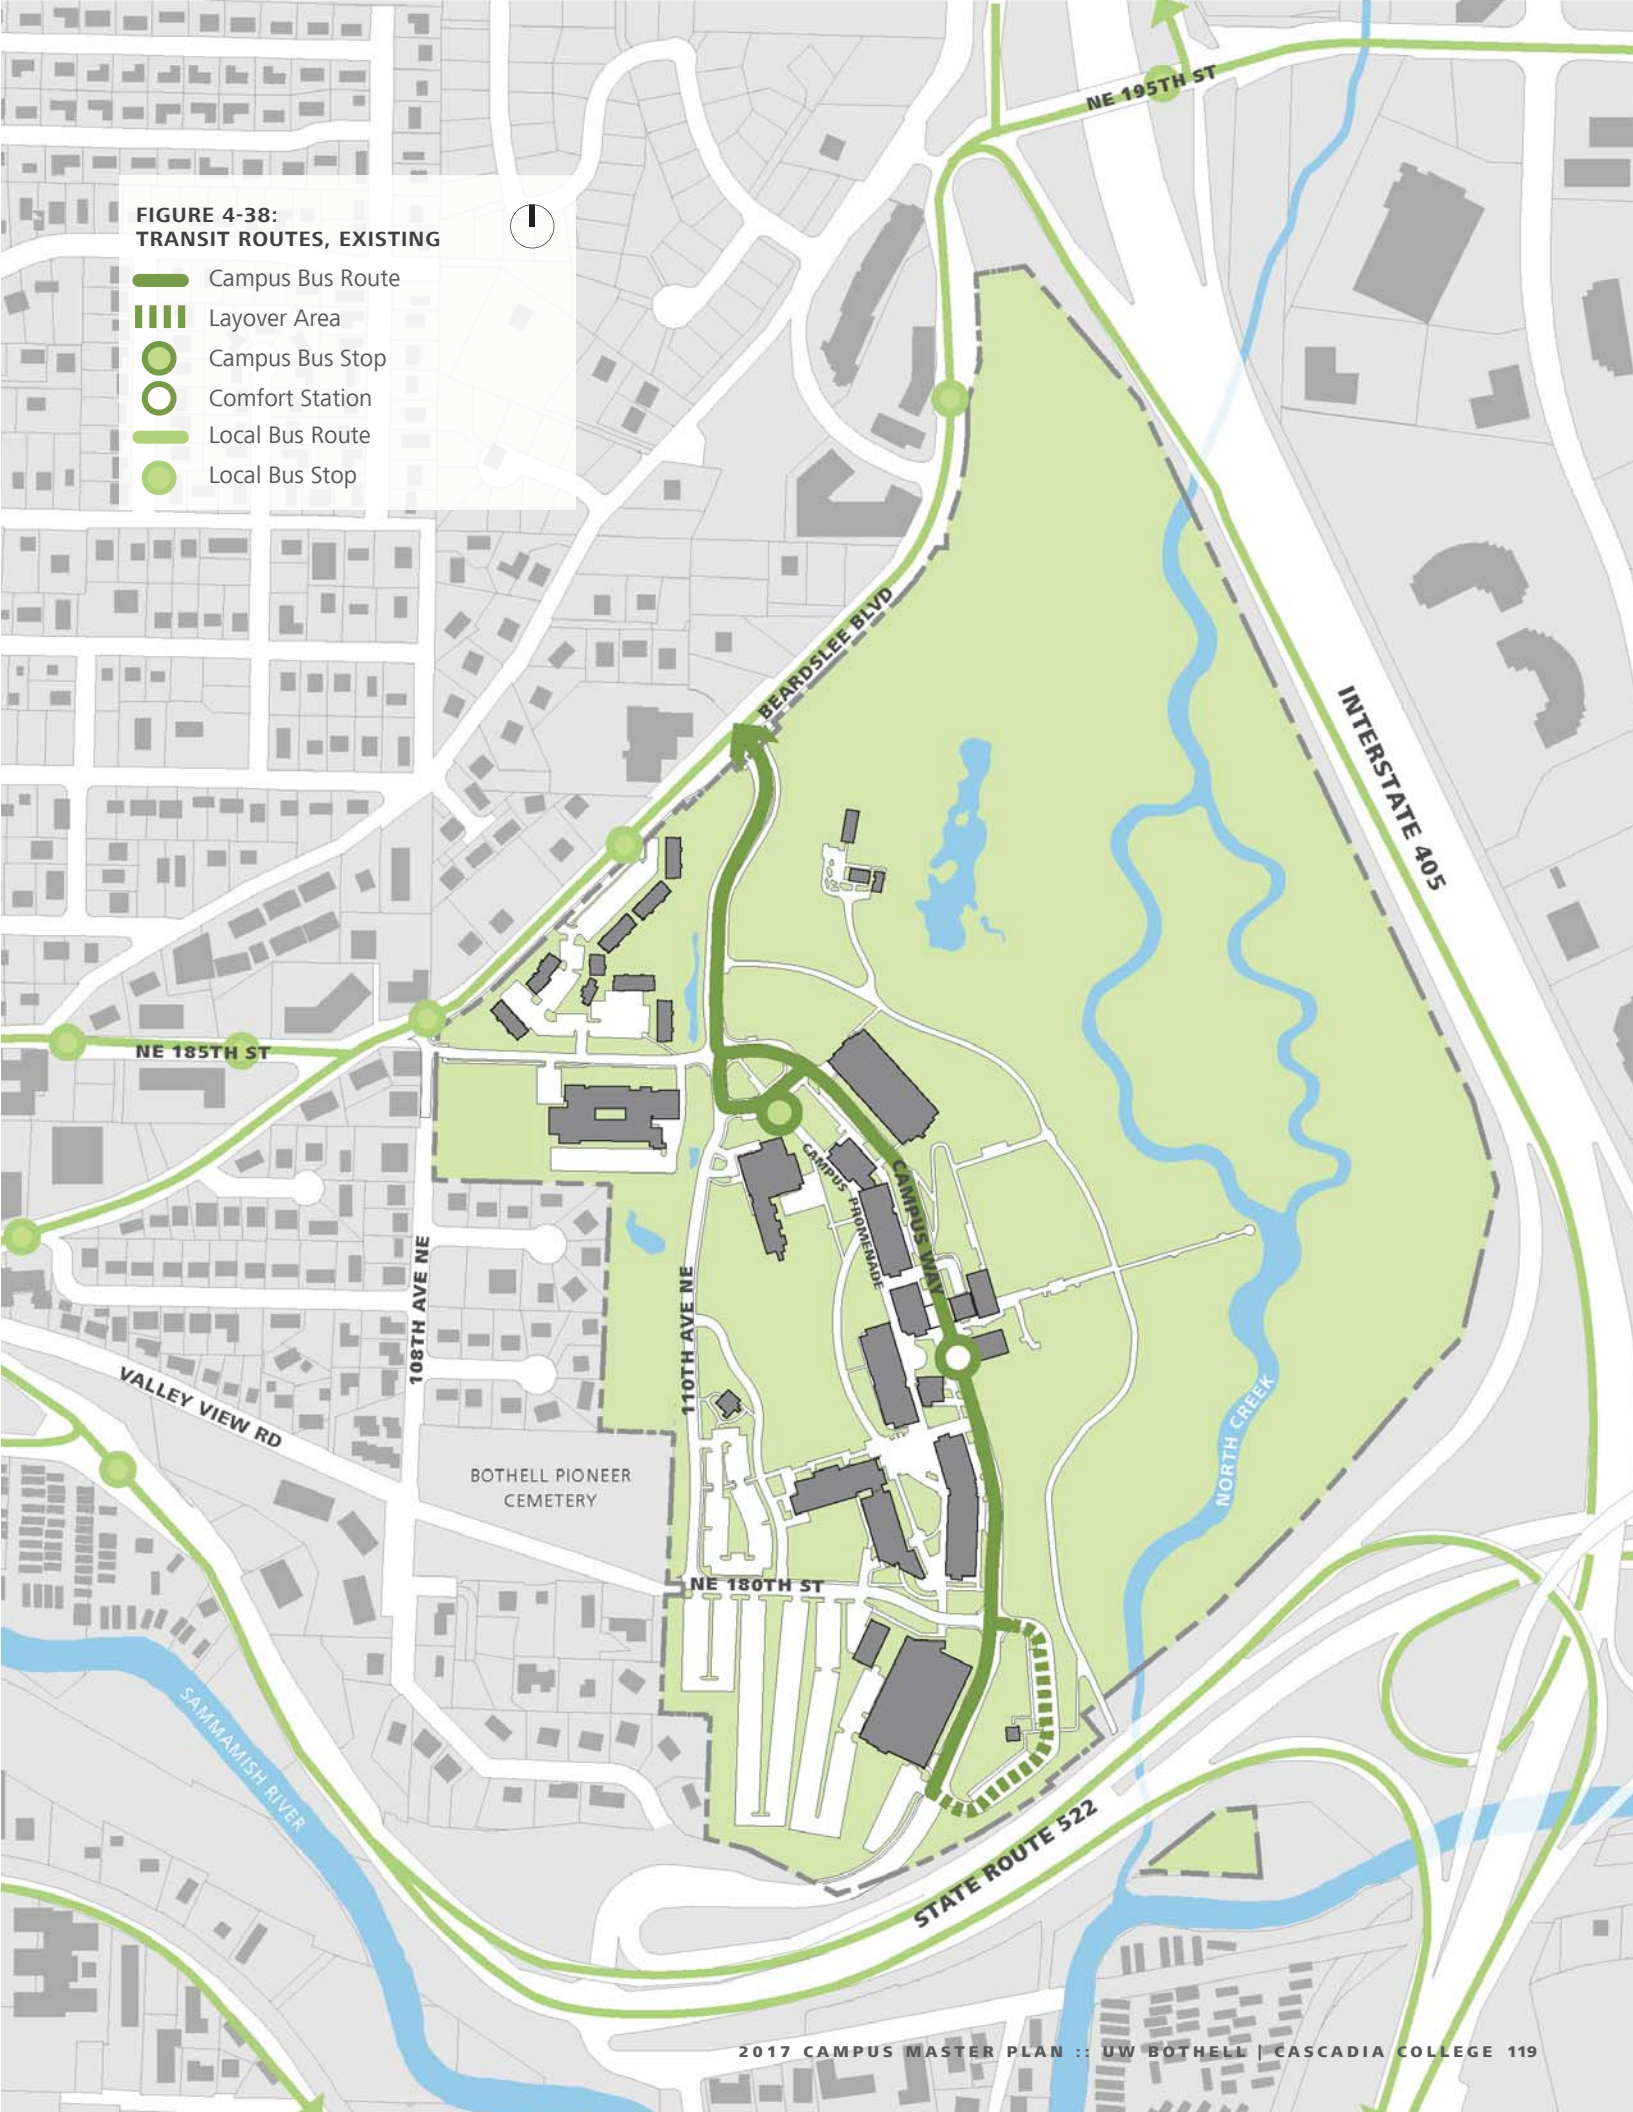 NE 195TH ST
FIGURE 4-38:
TRANSIT ROUTES, EXISTING
Campus Bus Route
Layover Area
Campus Bus Stop
Comfort Station
Local Bus Route
Local Bus Stop
BEARDSLEE BLVD
INTERSTATE 405
NE 185TH ST
CAMPUS PROMENADE
CAMPUS WAY
108TH AVE NE
110TH AVE NE
VALLEY VIEW RD
NORTH CREEK
BOTHELL PIONEER
CEMETERY
NE 180TH ST
SAMMAMISH RIVER
STATE ROUTE 522
2017 CAMPUS MASTER PLAN :: UW BOTHELL | CASCADIA COLLEGE 119